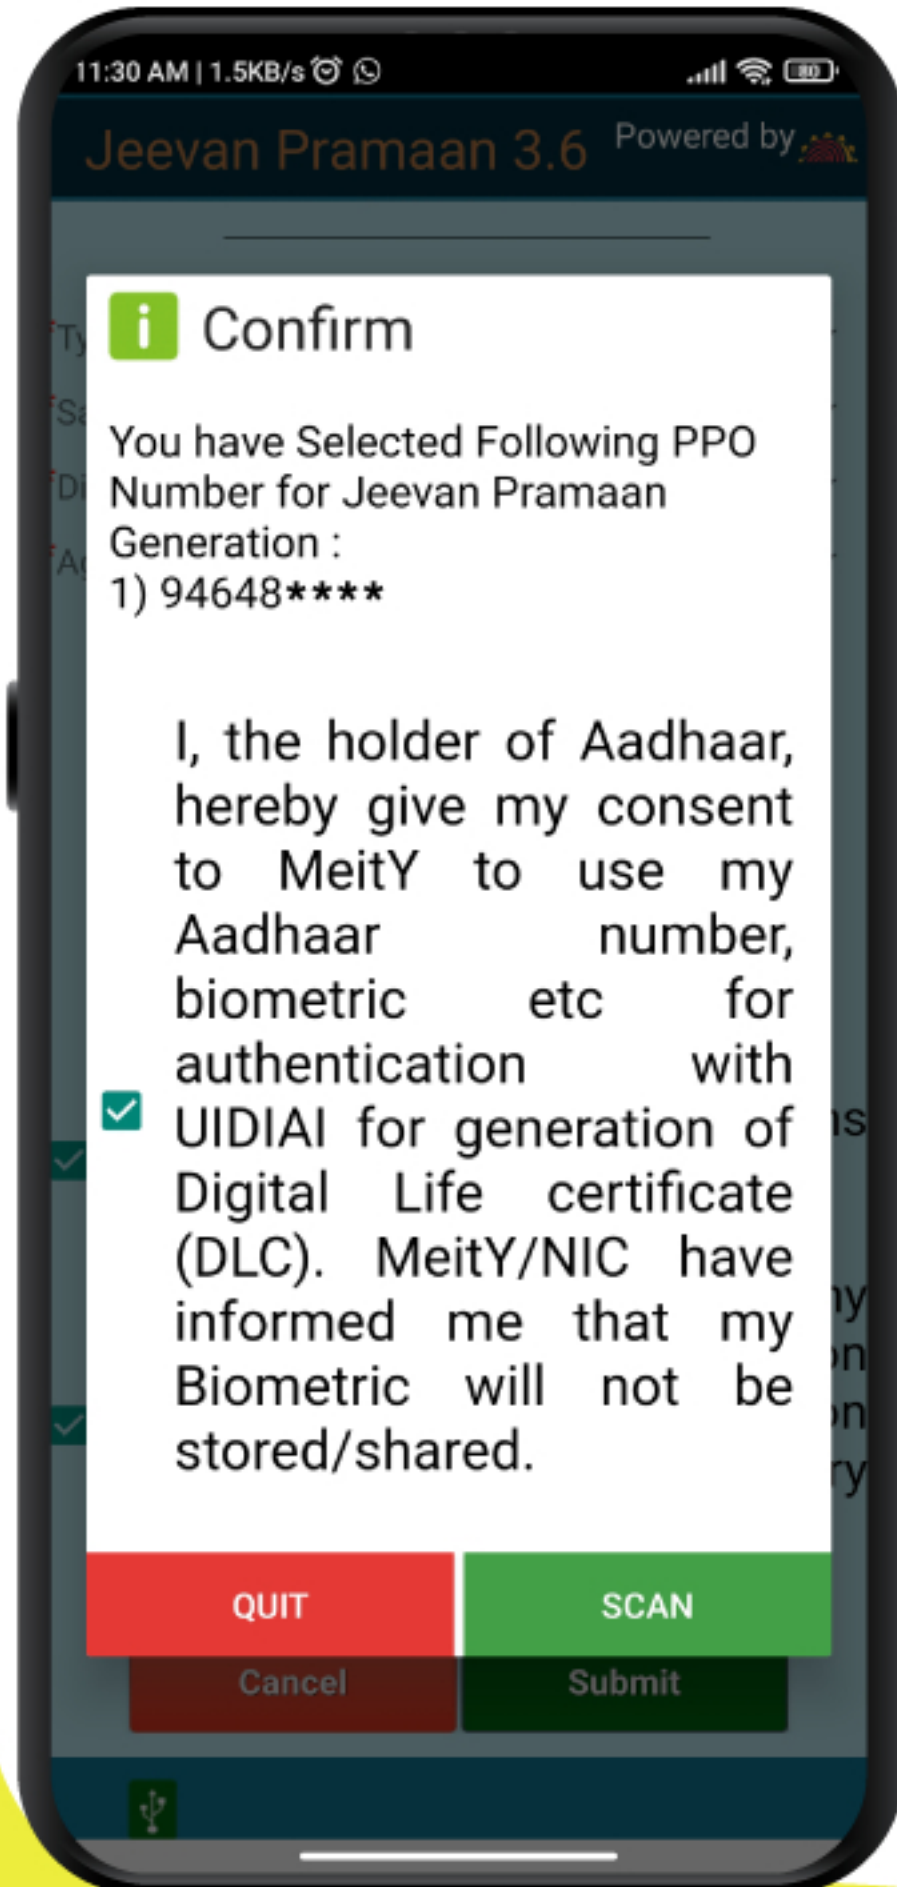 11:30 AM | 1.5KB/s
80
Jeevan Pramaan 3.6
Powered by
Confirm
You have Selected Following PPO
Number for Jeevan Pramaan
Generation :
1) 94648****
I, the holder of Aadhaar,
hereby give my consent
to MeitY to use my
Aadhaar number,
biometric etc for
authentication with
UIDIAI for generation of
Digital Life certificate
(DLC). MeitY/NIC have
informed me that my
Biometric will not be
stored/shared.
QUIT
SCAN
Cancel
Submit